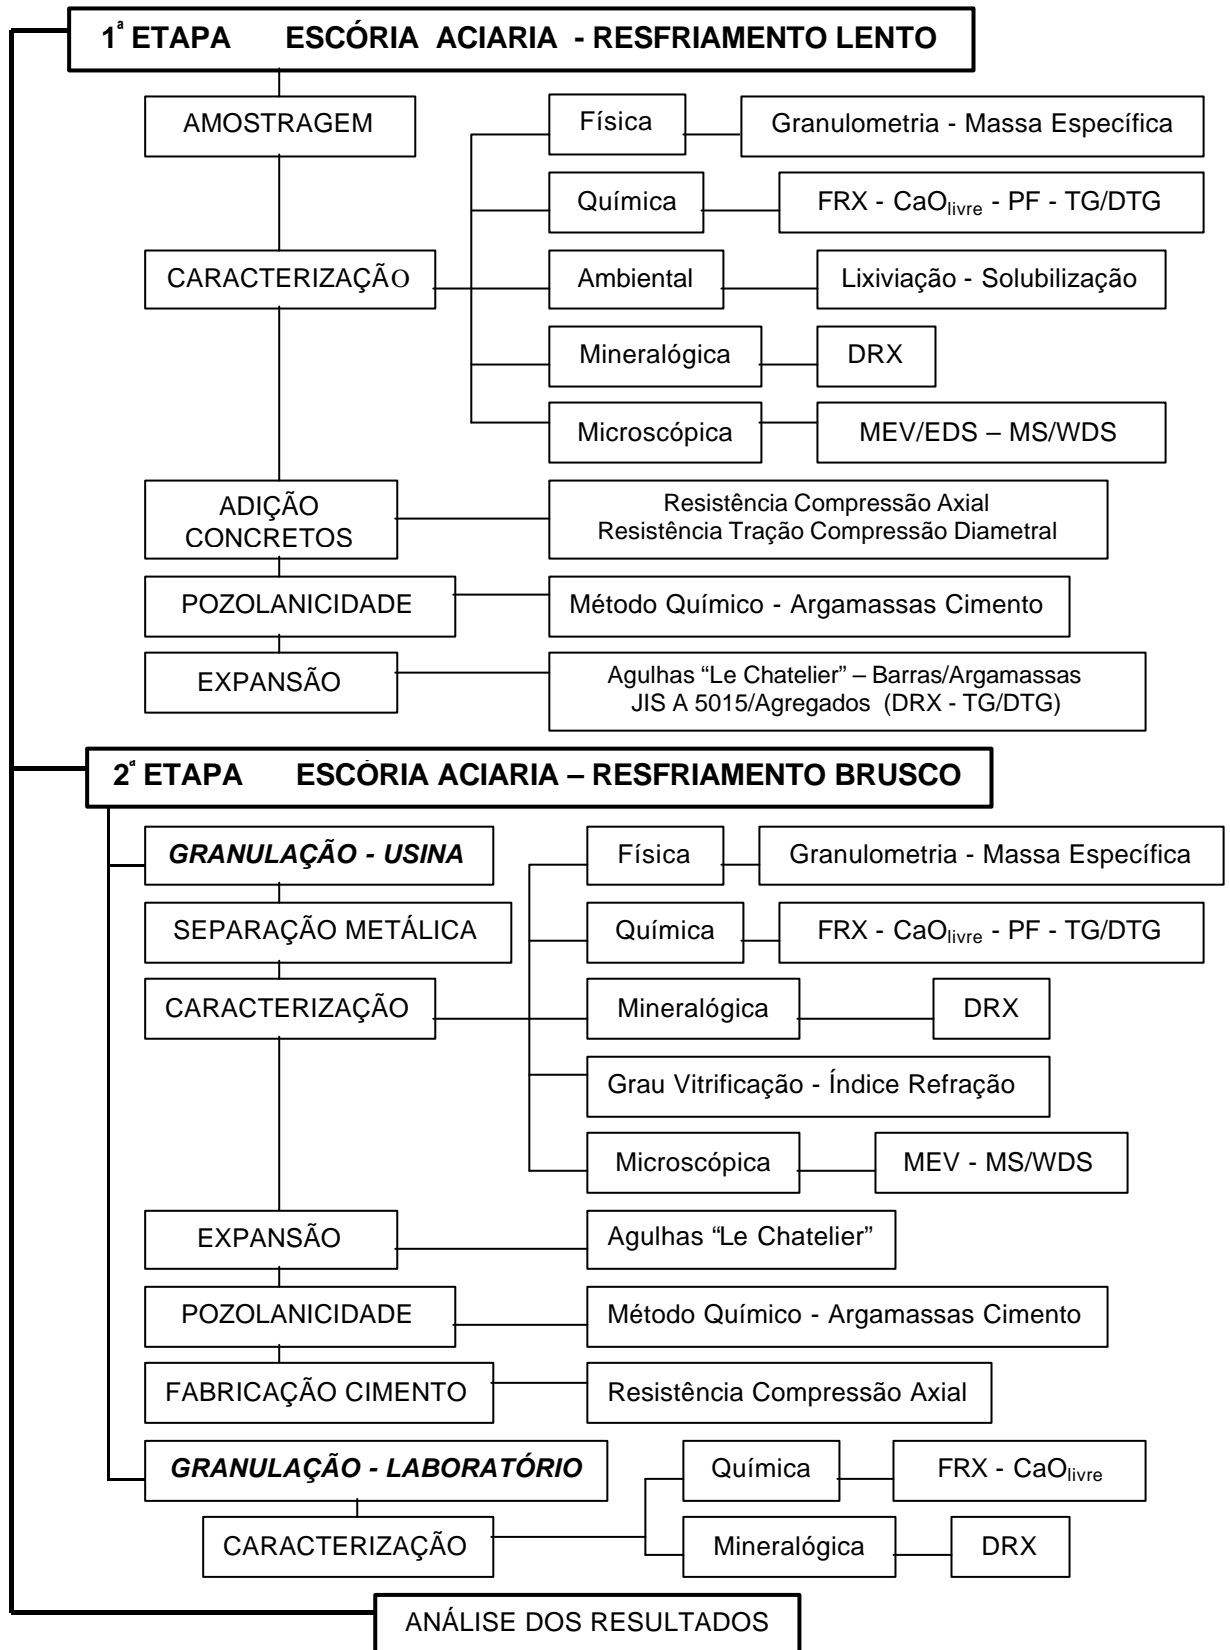 1ª ETAPA ESCÓRIA ACIARIA - RESFRIAMENTO LENTO
AMOSTRAGEM
Física
Granulometria - Massa Específica
Química
FRX - CaOlivre - PF - TG/DTG
CARACTERIZAÇÃO
Ambiental
Lixiviação - Solubilização
Mineralógica
DRX
Microscópica
MEV/EDS – MS/WDS
ADIÇÃO
CONCRETOS
Resistência Compressão Axial
Resistência Tração Compressão Diametral
POZOLANICIDADE
Método Químico - Argamassas Cimento
EXPANSÃO
Agulhas “Le Chatelier” – Barras/Argamassas
JIS A 5015/Agregados (DRX - TG/DTG)
2ª ETAPA ESCÓRIA ACIARIA – RESFRIAMENTO BRUSCO
GRANULAÇÃO - USINA
Física
Granulometria - Massa Específica
SEPARAÇÃO METÁLICA
Química
FRX - CaOlivre - PF - TG/DTG
CARACTERIZAÇÃO
Mineralógica
DRX
Grau Vitrificação - Índice Refração
Microscópica
MEV - MS/WDS
EXPANSÃO
Agulhas “Le Chatelier”
POZOLANICIDADE
Método Químico - Argamassas Cimento
FABRICAÇÃO CIMENTO
Resistência Compressão Axial
GRANULAÇÃO - LABORATÓRIO
Química
FRX - CaOlivre
CARACTERIZAÇÃO
Mineralógica
DRX
ANÁLISE DOS RESULTADOS